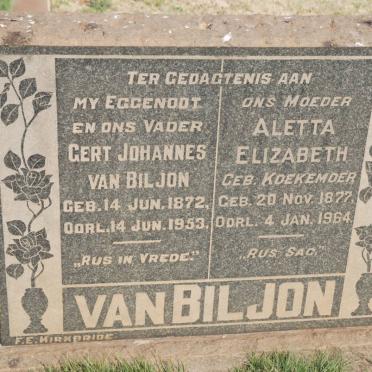 TER GEDAGTENIS AAN
MY EGGENOOT
EN ONS VADER
GERT JOHANNES
VAN BILJON
GEB. 14 JUN. 1872.
OORL. 14 JUN. 1953.
„RUS IN VREDE."
ONS MOEDER
ALETTA
ELIZABETH
GEB. KOEKEMOER
GEB. 20 NOV. 1877.
OORL. 4 JAN. 1964.
„RUS SAG."
VAN BILJON
F.E. KIRKBRIDE